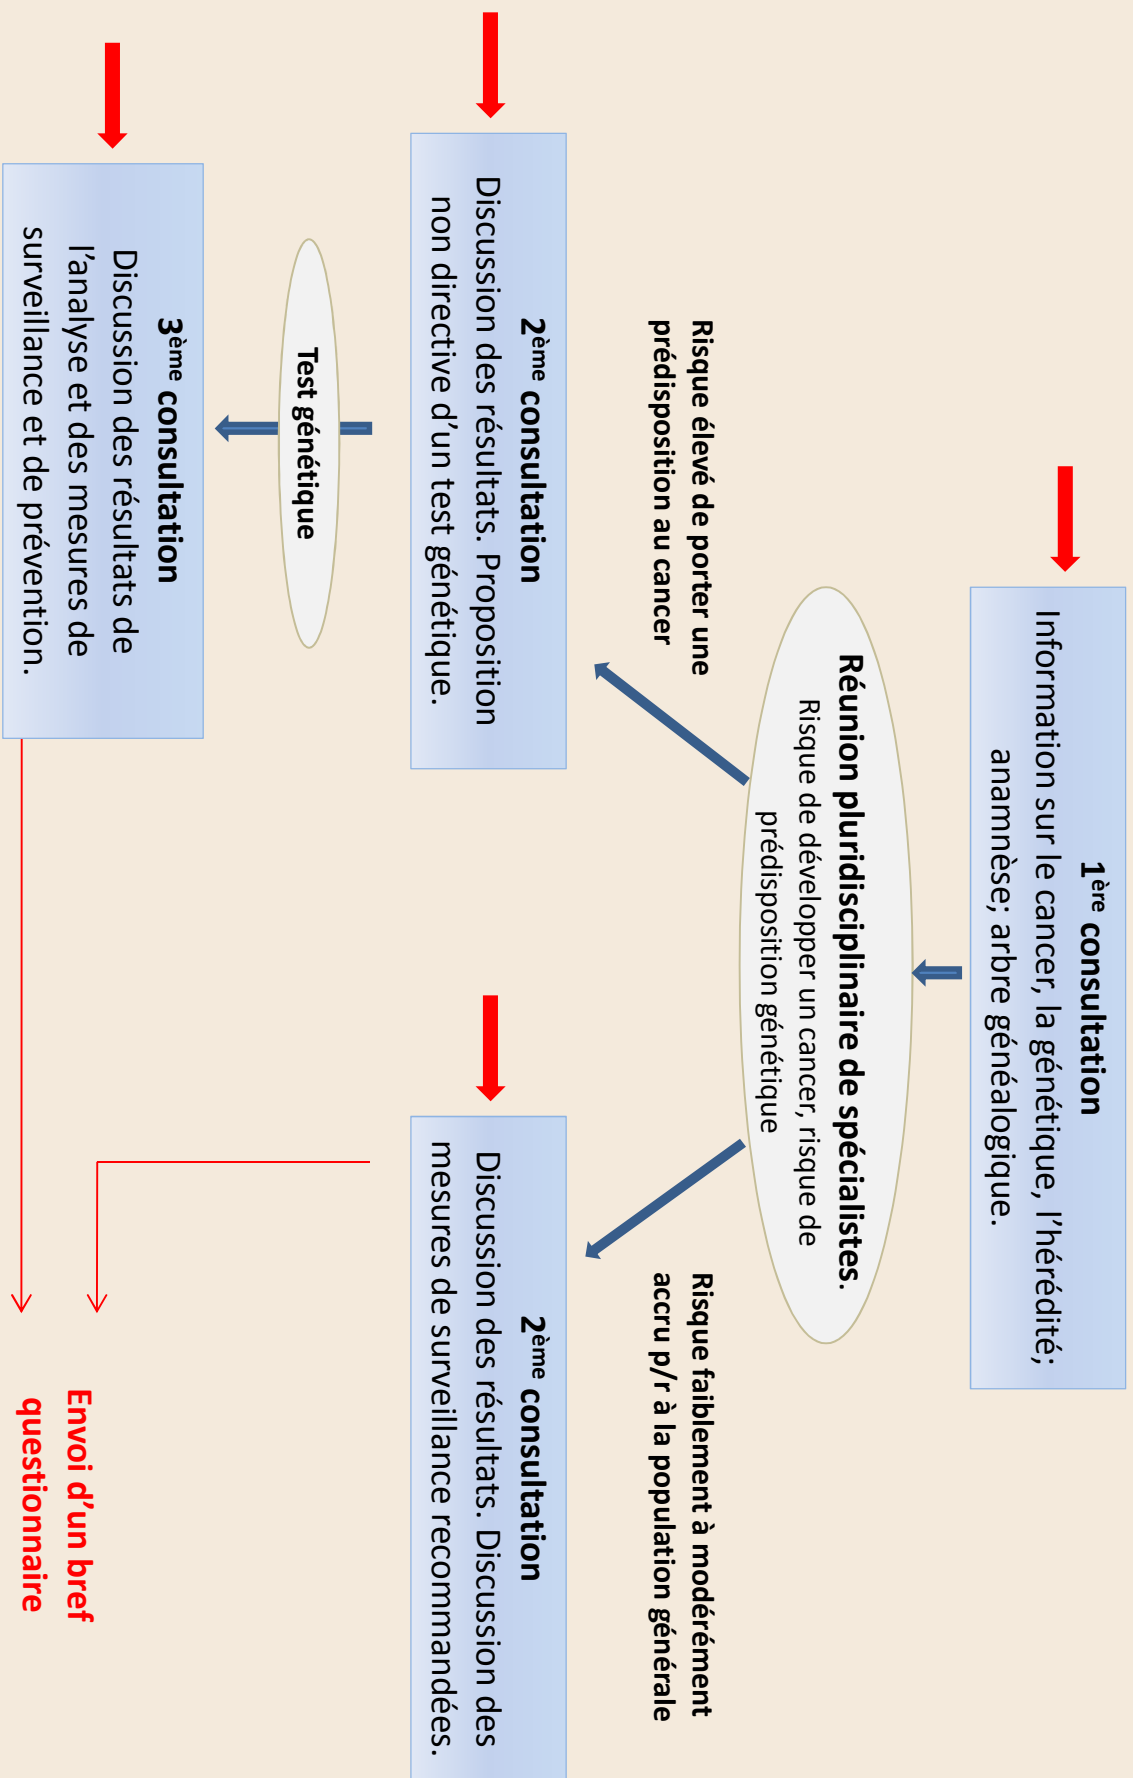 1ère consultation
Information sur le cancer, la génétique, l'hérédité;
anamnèse; arbre généalogique.
Réunion pluridisciplinaire de spécialistes.
Risque de développer un cancer, risque de
prédisposition génétique
Risque élevé de porter une
prédisposition au cancer
Risque faiblement à modérément
accru p/r à la population générale
2ème consultation
Discussion des résultats. Proposition
non directive d'un test génétique.
2ème consultation
Discussion des résultats. Discussion des
mesures de surveillance recommandées.
Test génétique
3ème consultation
Discussion des résultats de
l'analyse et des mesures de
surveillance et de prévention.
Envoi d'un bref
questionnaire